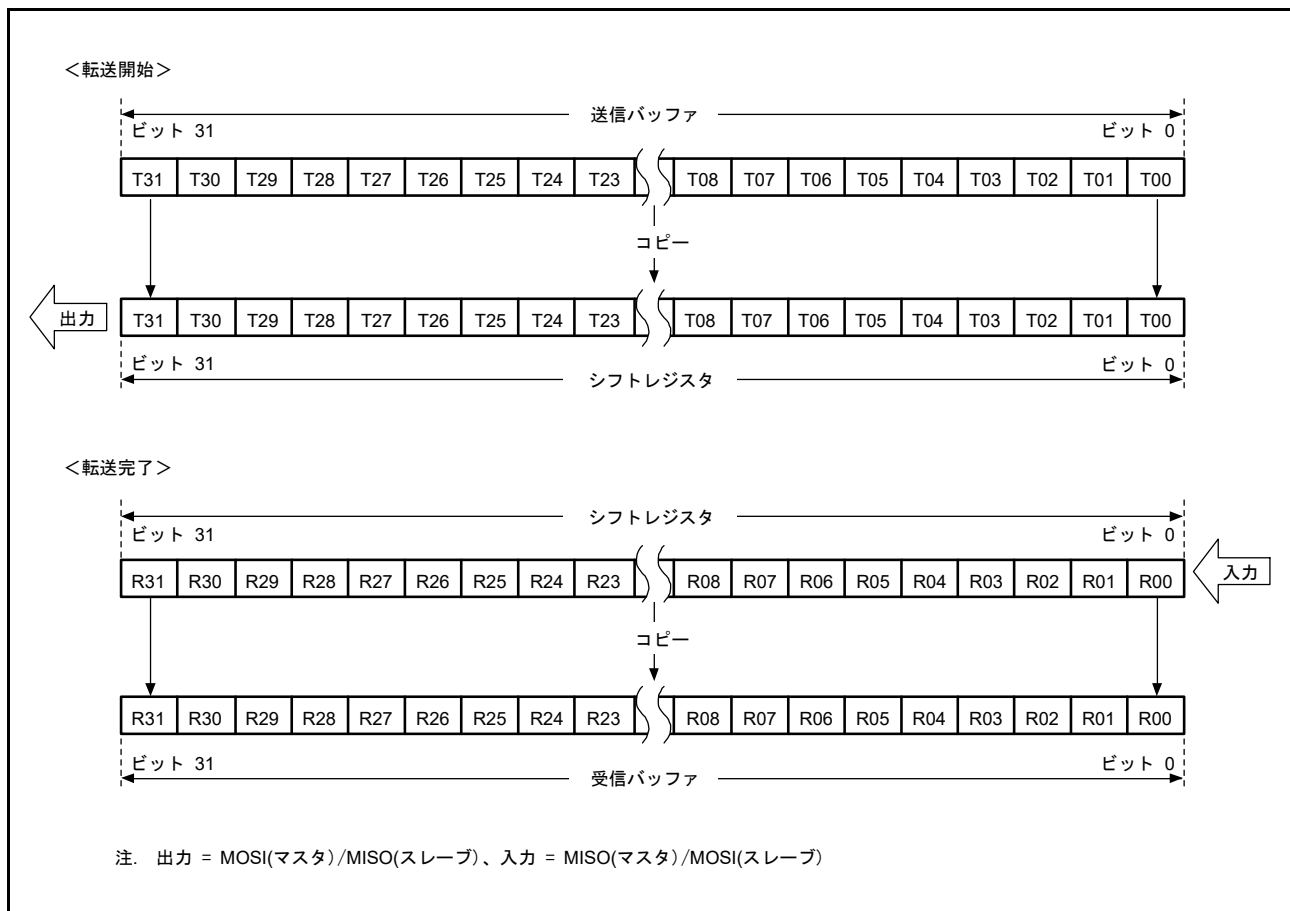 ＜転送開始＞
送信バッファ
ビット 31 ビット 0
T31 T30 T29 T28 T27 T26 T25 T24 T23 T08 T07 T06 T05 T04 T03 T02 T01 T00
コピー
出力 T31 T30 T29 T28 T27 T26 T25 T24 T23 T08 T07 T06 T05 T04 T03 T02 T01 T00
ビット 31 ビット 0
シフトレジスタ
＜転送完了＞
シフトレジスタ
ビット 31 ビット 0
R31 R30 R29 R28 R27 R26 R25 R24 R23 R08 R07 R06 R05 R04 R03 R02 R01 R00 入力
コピー
R31 R30 R29 R28 R27 R26 R25 R24 R23 R08 R07 R06 R05 R04 R03 R02 R01 R00
ビット 31 ビット 0
受信バッファ
注. 出力 = MOSI(マスタ)/MISO(スレーブ)、入力 = MISO(マスタ)/MOSI(スレーブ)